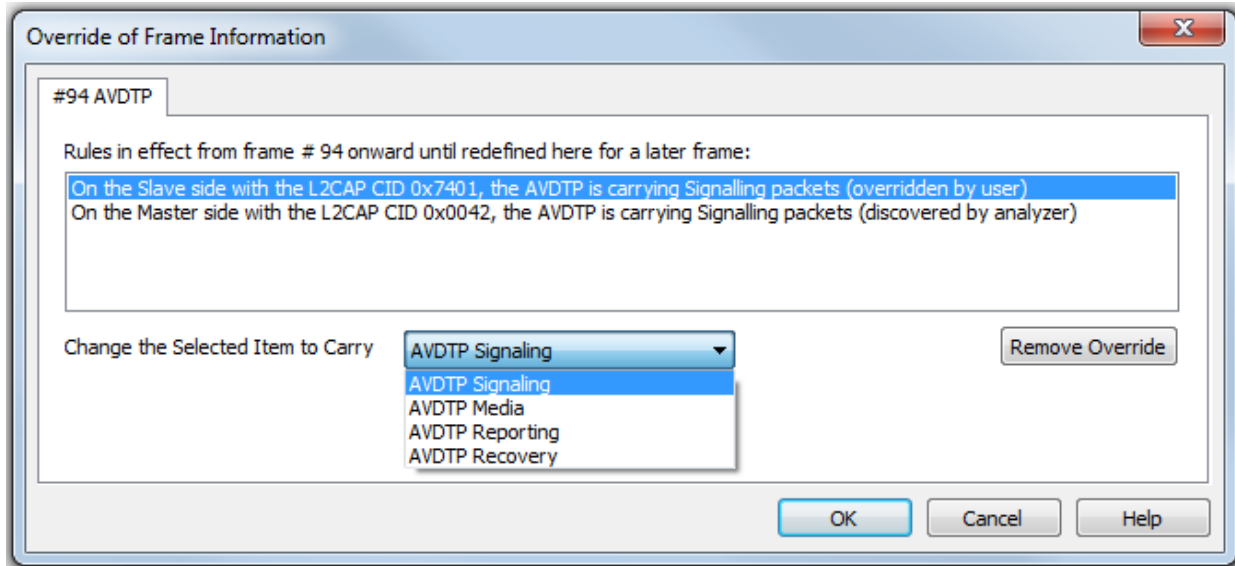 Override of Frame Information
#94 AVDTP
Rules in effect from frame # 94 onward until redefined here for a later frame:
On the Slave side with the L2CAP CID 0x7401, the AVDTP is carrying Signalling packets (overridden by user)
On the Master side with the L2CAP CID 0x0042, the AVDTP is carrying Signalling packets (discovered by analyzer)
Change the Selected Item to Carry AVDTP Signaling Remove Override
AVDTP Signaling
AVDTP Media
AVDTP Reporting
AVDTP Recovery
OK Cancel Help